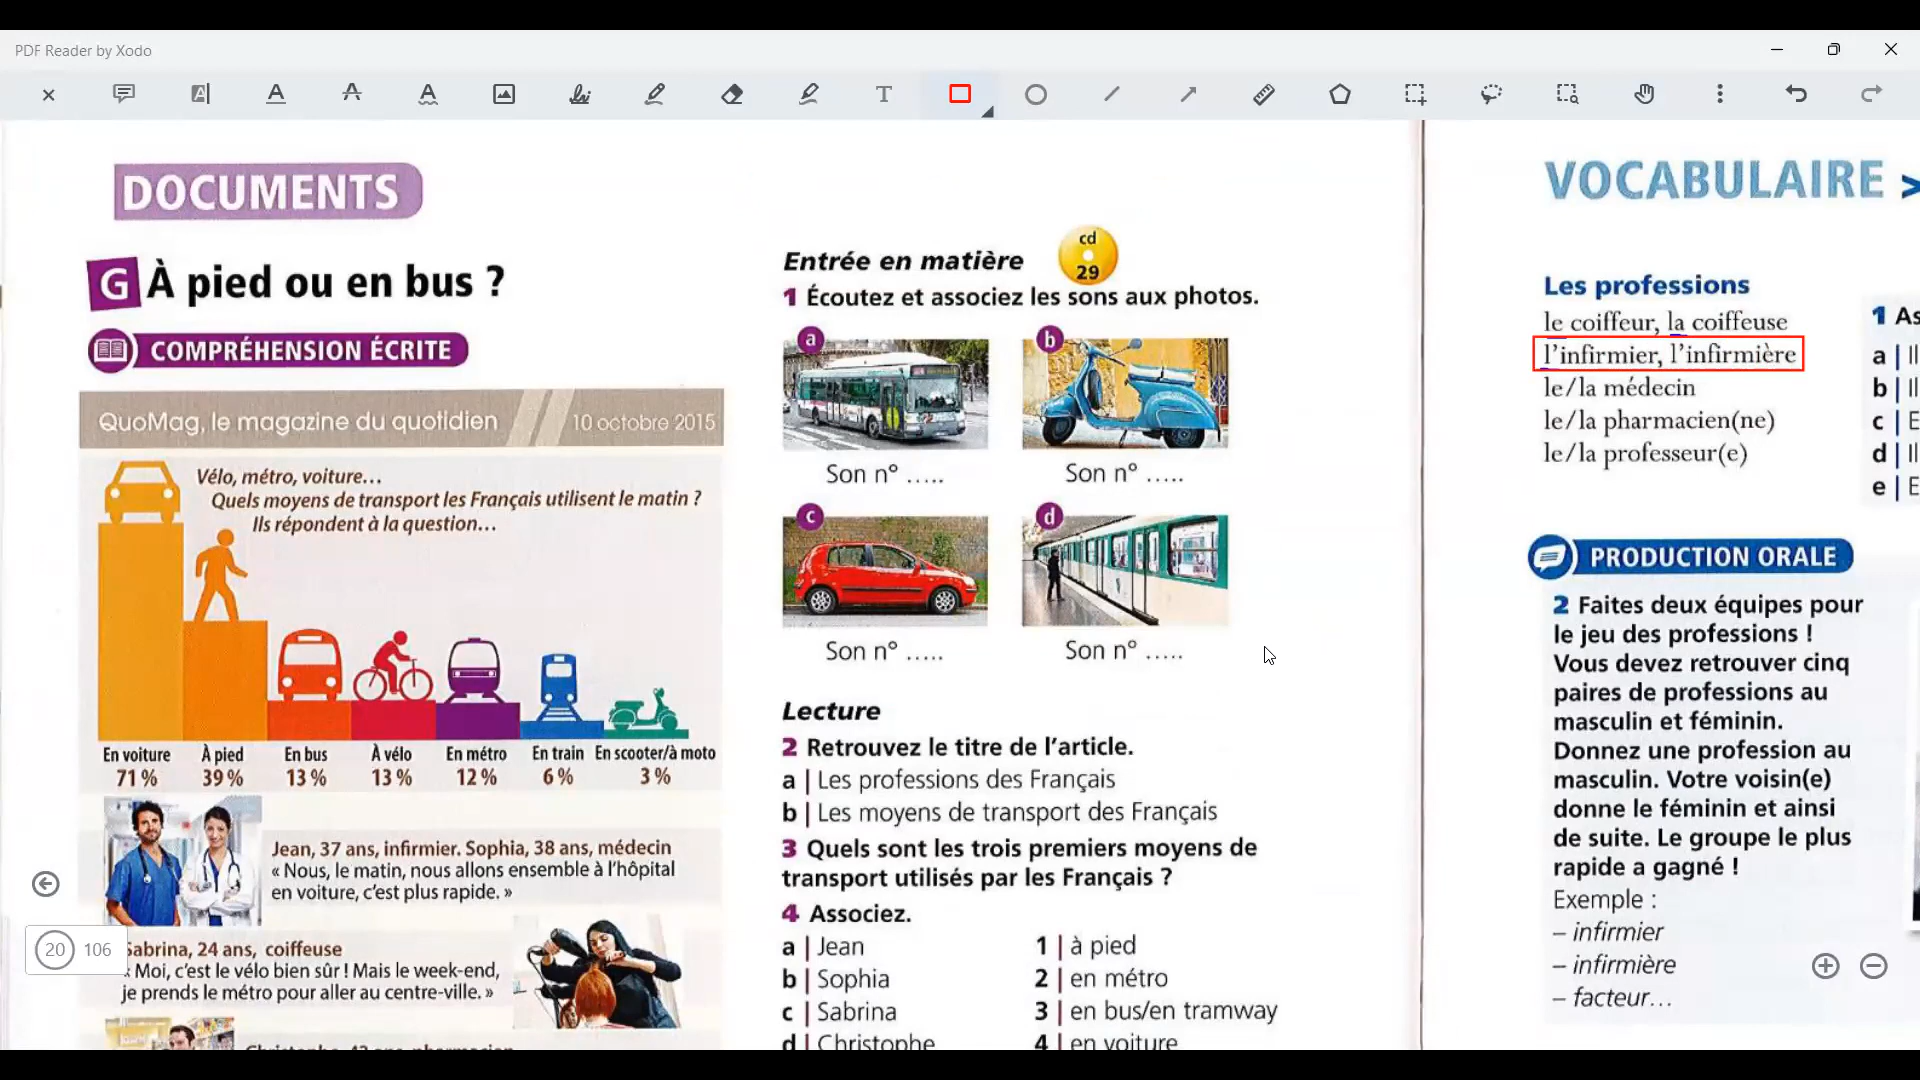 PDF Reader by Xodo
DOCUMENTS
G À pied ou en bus ?
COMPRÉHENSION ÉCRITE
QuoMag, le magazine du quotidien 10 octobre 2015
Vélo, métro, voiture…
Quels moyens de transport les Français utilisent le matin ?
Ils répondent à la question…
En voiture À pied En bus À vélo En métro En train En scooter/à moto
71 % 39 % 13 % 13 % 12 % 6 % 3 %
Jean, 37 ans, infirmier. Sophia, 38 ans, médecin
« Nous, le matin, nous allons ensemble à l'hôpital
en voiture, c'est plus rapide. »
Sabrina, 24 ans, coiffeuse
« Moi, c'est le vélo bien sûr ! Mais le week-end,
je prends le métro pour aller au centre-ville. »
20 106
Entrée en matière
cd
29
1 Écoutez et associez les sons aux photos.
a
b
Son n° …..
Son n° …..
c
d
Son n° …..
Son n° …..
Lecture
2 Retrouvez le titre de l'article.
a | Les professions des Français
b | Les moyens de transport des Français
3 Quels sont les trois premiers moyens de
transport utilisés par les Français ?
4 Associez.
a | Jean 1 | à pied
b | Sophia 2 | en métro
c | Sabrina 3 | en bus/en tramway
d | Christophe 4 | en voiture
VOCABULAIRE >
Les professions
le coiffeur, la coiffeuse
l'infirmier, l'infirmière
le/la médecin
le/la pharmacien(ne)
le/la professeur(e)
1 As
a | Il
b | Il
c | E
d | Il
e | E
PRODUCTION ORALE
2 Faites deux équipes pour
le jeu des professions !
Vous devez retrouver cinq
paires de professions au
masculin et féminin.
Donnez une profession au
masculin. Votre voisin(e)
donne le féminin et ainsi
de suite. Le groupe le plus
rapide a gagné !
Exemple :
– infirmier
– infirmière
– facteur…